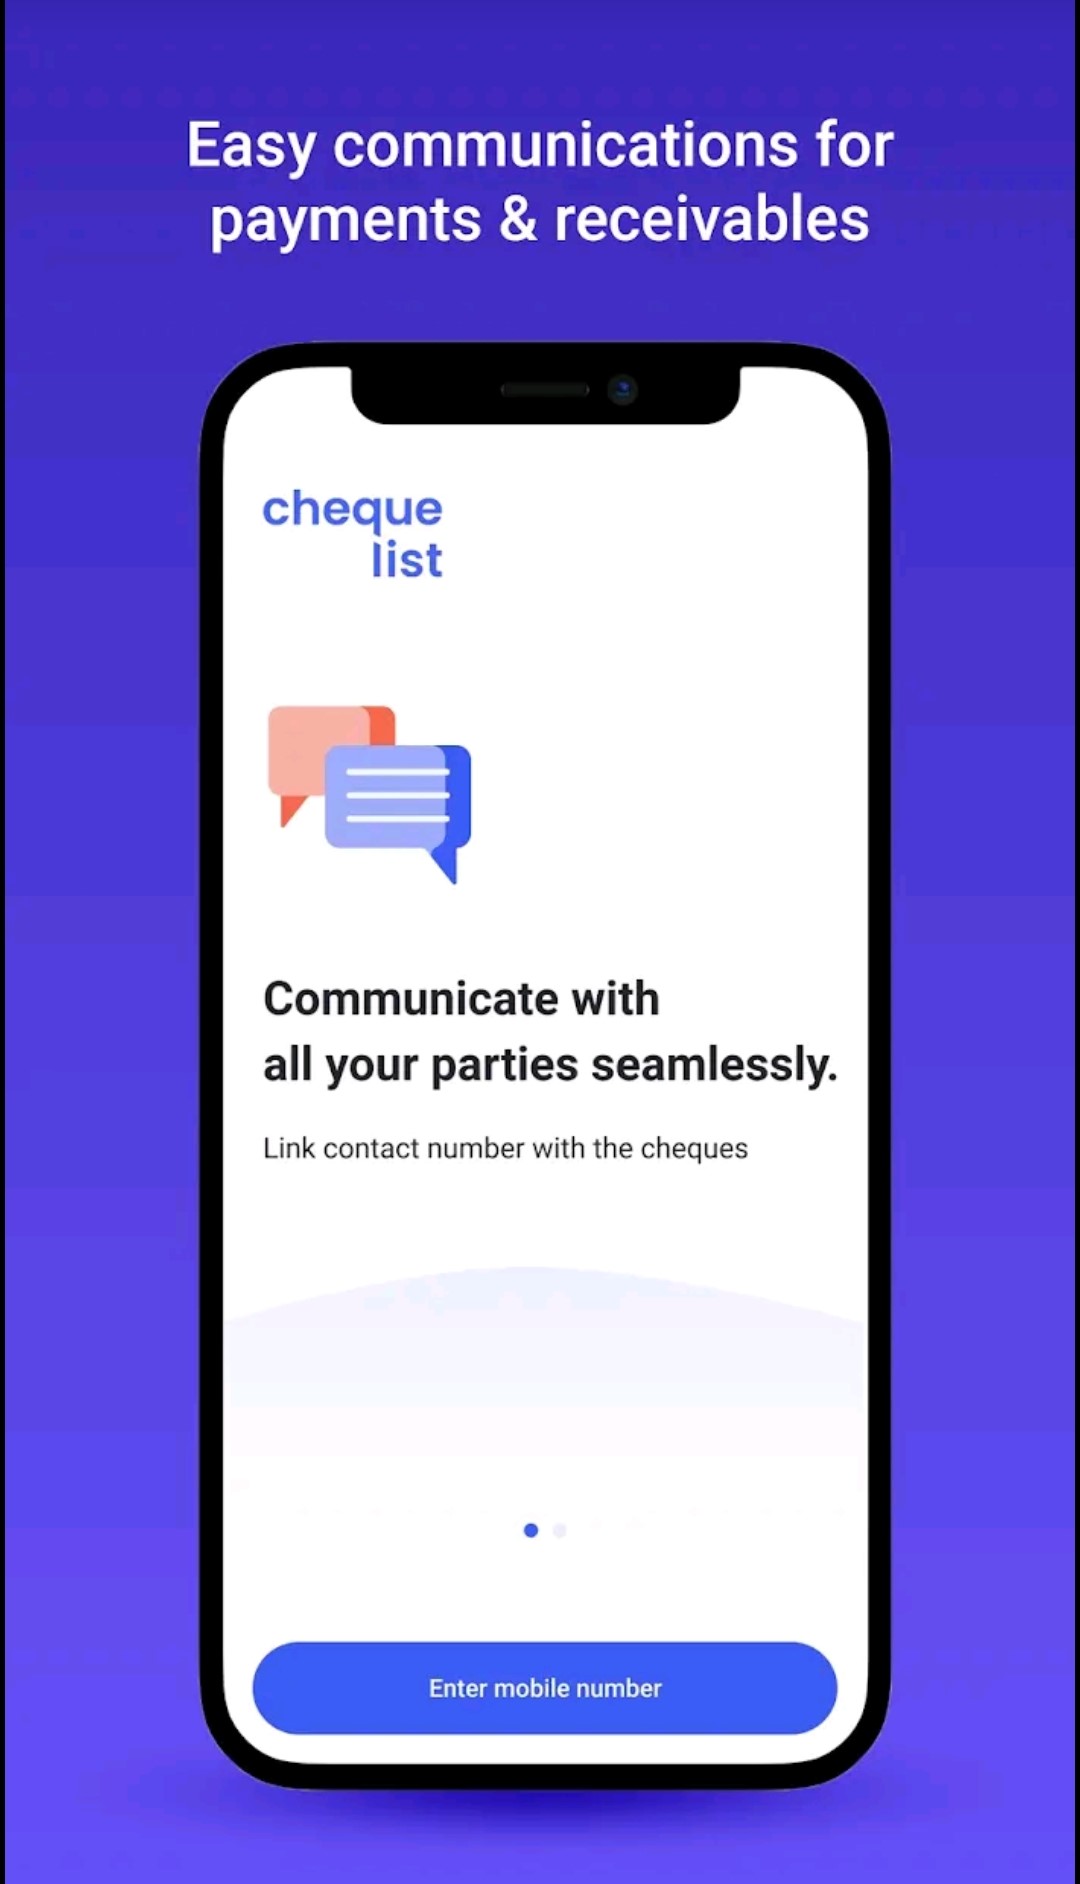 Easy communications for
payments & receivables
cheque
list
Communicate with
all your parties seamlessly.
Link contact number with the cheques
Enter mobile number